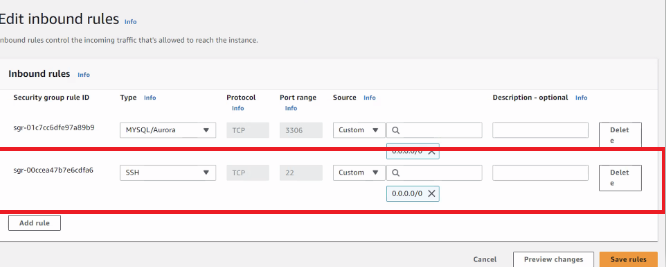 Edit inbound rules Info
Inbound rules control the incoming traffic that's allowed to reach the instance.
Inbound rules Info
Security group rule ID Type Info Protocol Info Port range Info Source Info Description - optional Info
sgr-01c7cc6dfe97a89b9 MYSQL/Aurora TCP 3306 Custom Delete
0.0.0.0/0
sgr-00ccea47b7e6cdfa6 SSH TCP 22 Custom Delete
0.0.0.0/0
Add rule
Cancel Preview changes Save rules